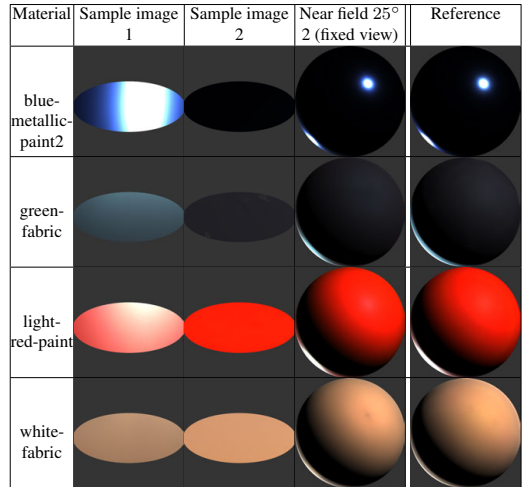 Material
Sample image
1
Sample image
2
Near field 25°
2 (fixed view)
Reference
blue-
metallic-
paint2
green-
fabric
light-
red-paint
white-
fabric